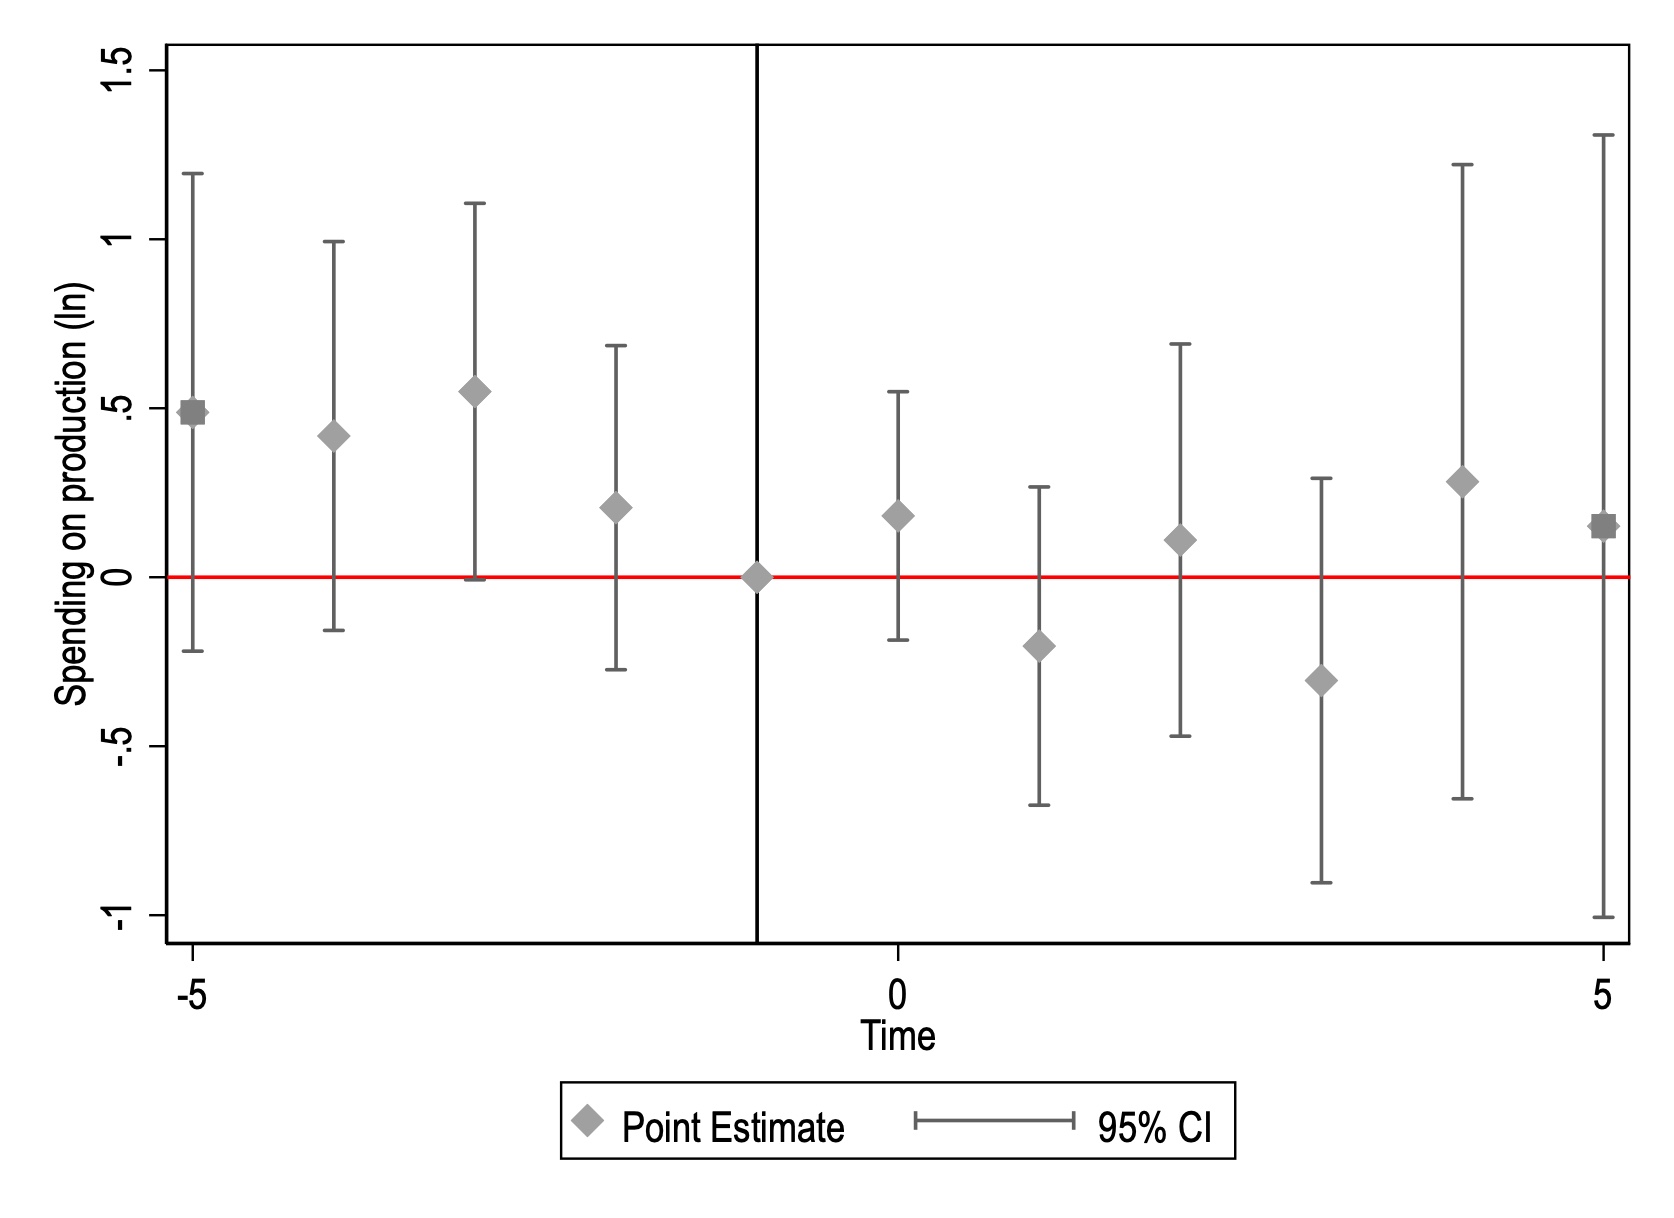 Spending on production (ln)
1.5
1
.5
0
-.5
-1
-5
0
5
Time
Point Estimate
95% CI